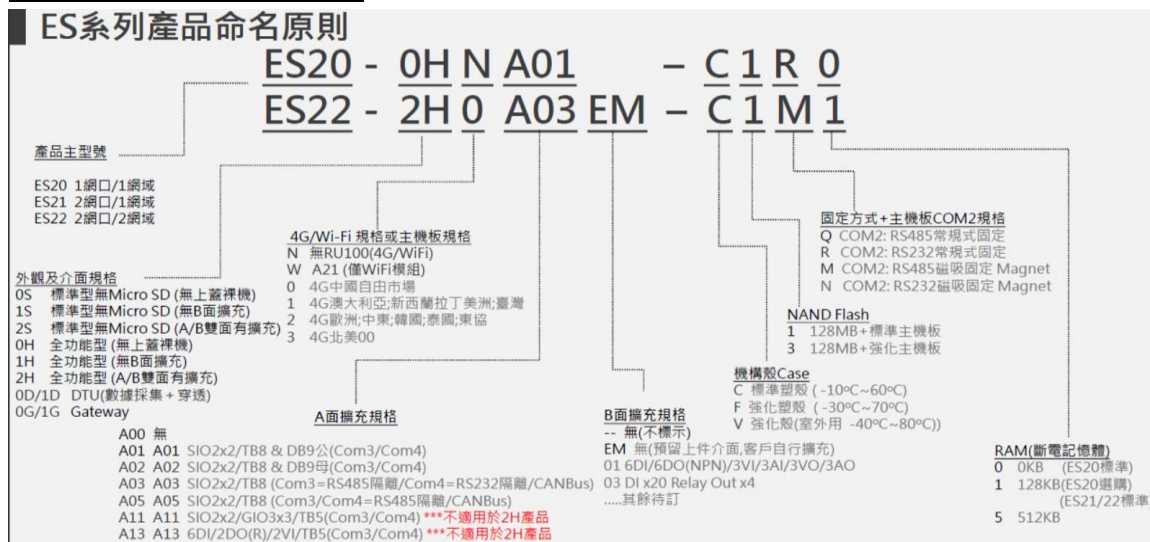 ES系列產品命名原則
ES20 - 0H N A01 - C 1 R 0
ES22 - 2H 0 A03 EM - C 1 M 1
產品主型號
ES20 1網口/1網域
ES21 2網口/1網域
ES22 2網口/2網域
外觀及介面規格
0S 標準型無Micro SD (無上蓋裸機)
1S 標準型無Micro SD (無B面擴充)
2S 標準型無Micro SD (A/B雙面有擴充)
0H 全功能型 (無上蓋裸機)
1H 全功能型 (無B面擴充)
2H 全功能型 (A/B雙面有擴充)
0D/1D DTU(數據採集+穿透)
0G/1G Gateway
4G/Wi-Fi 規格或主機板規格
N 無RU100(4G/WiFi)
W A21 (僅WiFi模組)
0 4G中國自由市場
1 4G澳大利亞;新西蘭拉丁美洲;臺灣
2 4G歐洲;中東;韓國;泰國;東協
3 4G北美00
A面擴充規格
A00 無
A01 A01 SIO2x2/TB8 & DB9公(Com3/Com4)
A02 A02 SIO2x2/TB8 & DB9母(Com3/Com4)
A03 A03 SIO2x2/TB8 (Com3=RS485隔離/Com4=RS232隔離/CANBus)
A05 A05 SIO2x2/TB8 (Com3/Com4=RS485隔離/CANBus)
A11 A11 SIO2x2/GIO3x3/TB5(Com3/Com4) ***不適用於2H產品
A13 A13 6DI/2DO(R)/2VI/TB5(Com3/Com4) ***不適用於2H產品
B面擴充規格
-- 無(不標示)
EM 無(預留上件介面,客戶自行擴充)
01 6DI/6DO(NPN)/3VI/3AI/3VO/3AO
03 DI x20 Relay Out x4
.....其餘待訂
機構殼Case
C 標準塑殼 ( -10ºC~60ºC)
F 強化塑殼 ( -30ºC~70ºC)
V 強化殼(室外用 -40ºC~80ºC))
NAND Flash
1 128MB+標準主機板
3 128MB+強化主機板
固定方式+主機板COM2規格
Q COM2: RS485常規式固定
R COM2: RS232常規式固定
M COM2: RS485磁吸固定 Magnet
N COM2: RS232磁吸固定 Magnet
RAM(斷電記憶體)
0 0KB (ES20標準)
1 128KB(ES20選購)
(ES21/22標準
5 512KB